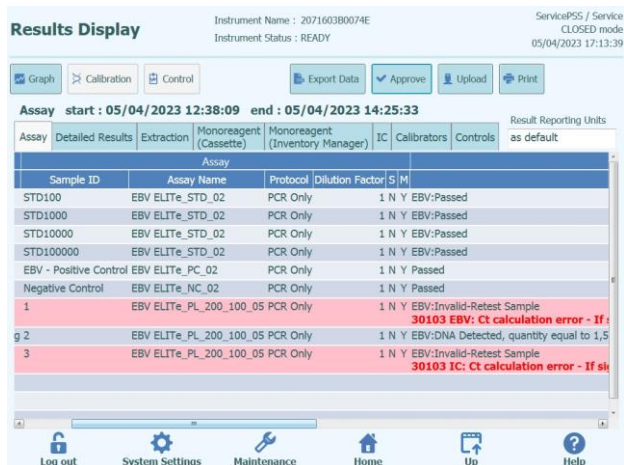 Results Display
Instrument Name : 2071603B0074E
Instrument Status : READY
ServicePSS / Service
CLOSED mode
05/04/2023 17:13:39
Graph Calibration Control Export Data Approve Upload Print
Assay start : 05/04/2023 12:38:09 end : 05/04/2023 14:25:33
Result Reporting Units
as default
Assay Detailed Results Extraction Monoreagent (Cassette) Monoreagent (Inventory Manager) IC Calibrators Controls
Assay
Sample ID Assay Name Protocol Dilution Factor S M
STD100 EBV ELITe_STD_02 PCR Only 1 N Y EBV:Passed
STD1000 EBV ELITe_STD_02 PCR Only 1 N Y EBV:Passed
STD10000 EBV ELITe_STD_02 PCR Only 1 N Y EBV:Passed
STD100000 EBV ELITe_STD_02 PCR Only 1 N Y EBV:Passed
EBV - Positive Control EBV ELITe_PC_02 PCR Only 1 N Y Passed
Negative Control EBV ELITe_NC_02 PCR Only 1 N Y Passed
1 EBV ELITe_PL_200_100_05 PCR Only 1 N Y EBV:Invalid-Retest Sample
30103 EBV: Ct calculation error - If
g 2 EBV ELITe_PL_200_100_05 PCR Only 1 N Y EBV:DNA Detected, quantity equal to 1,5
3 EBV ELITe_PL_200_100_05 PCR Only 1 N Y EBV:Invalid-Retest Sample
30103 IC: Ct calculation error - If si
Log out System Settings Maintenance Home Up Help